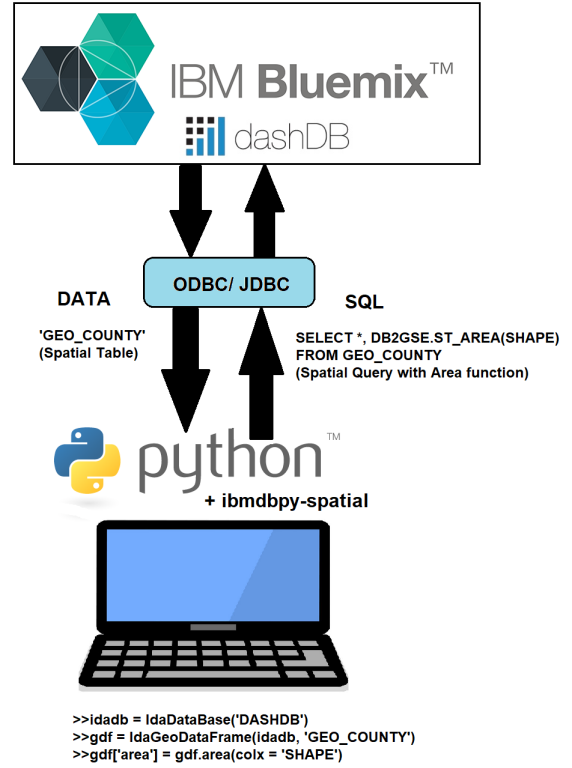 IBM Bluemix™
dashDB
ODBC/ JDBC
DATA
'GEO_COUNTY'
(Spatial Table)
SQL
SELECT *, DB2GSE.ST_AREA(SHAPE)
FROM GEO_COUNTY
(Spatial Query with Area function)
python™
+ ibmdbpy-spatial
>>idadb = IdaDataBase('DASHDB')
>>gdf = IdaGeoDataFrame(idadb, 'GEO_COUNTY')
>>gdf['area'] = gdf.area(colx = 'SHAPE')